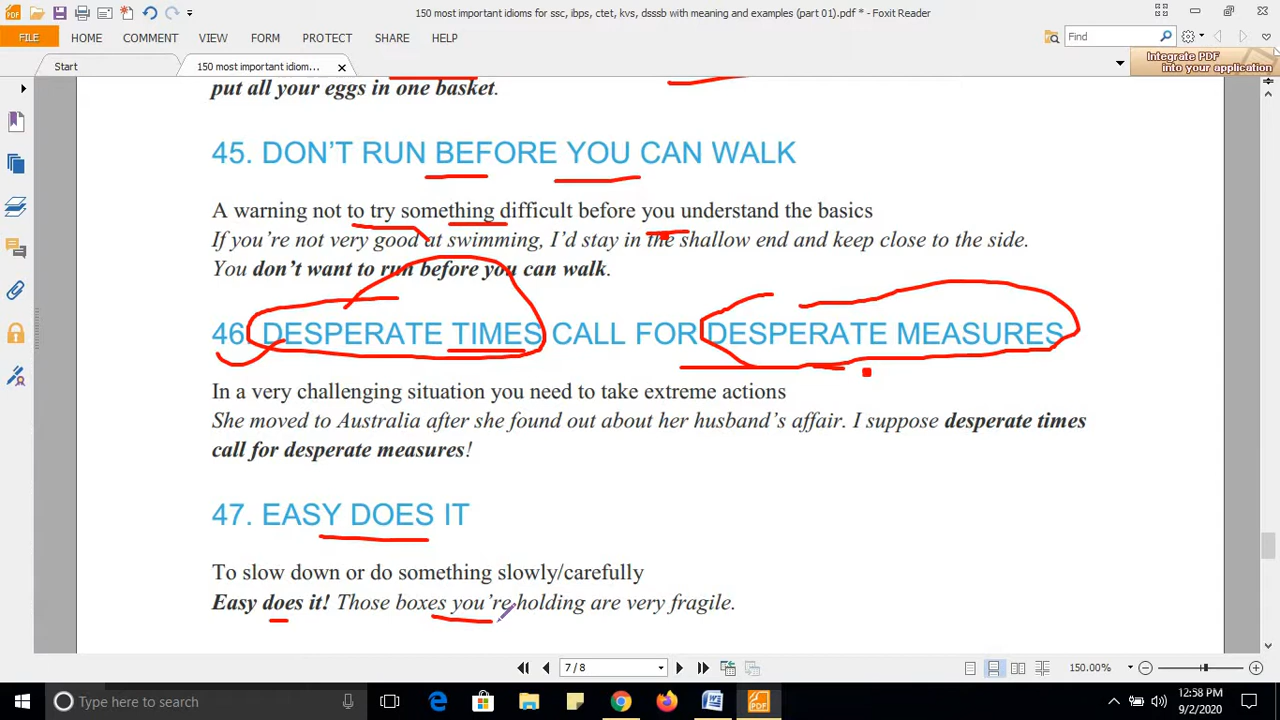 150 most important idioms for ssc, ibps, ctet, kvs, dsssb with meaning and examples (part 01).pdf * - Foxit Reader
FILE HOME COMMENT VIEW FORM PROTECT SHARE HELP
Find
Start 150 most important idiom...
Integrate PDF
into your application
put all your eggs in one basket.
45. DON'T RUN BEFORE YOU CAN WALK
A warning not to try something difficult before you understand the basics
If you're not very good at swimming, I'd stay in the shallow end and keep close to the side.
You don't want to run before you can walk.
46. DESPERATE TIMES CALL FOR DESPERATE MEASURES
In a very challenging situation you need to take extreme actions
She moved to Australia after she found out about her husband's affair. I suppose desperate times
call for desperate measures!
47. EASY DOES IT
To slow down or do something slowly/carefully
Easy does it! Those boxes you're holding are very fragile.
7 / 8
150.00%
Type here to search
PDF
12:58 PM
9/2/2020